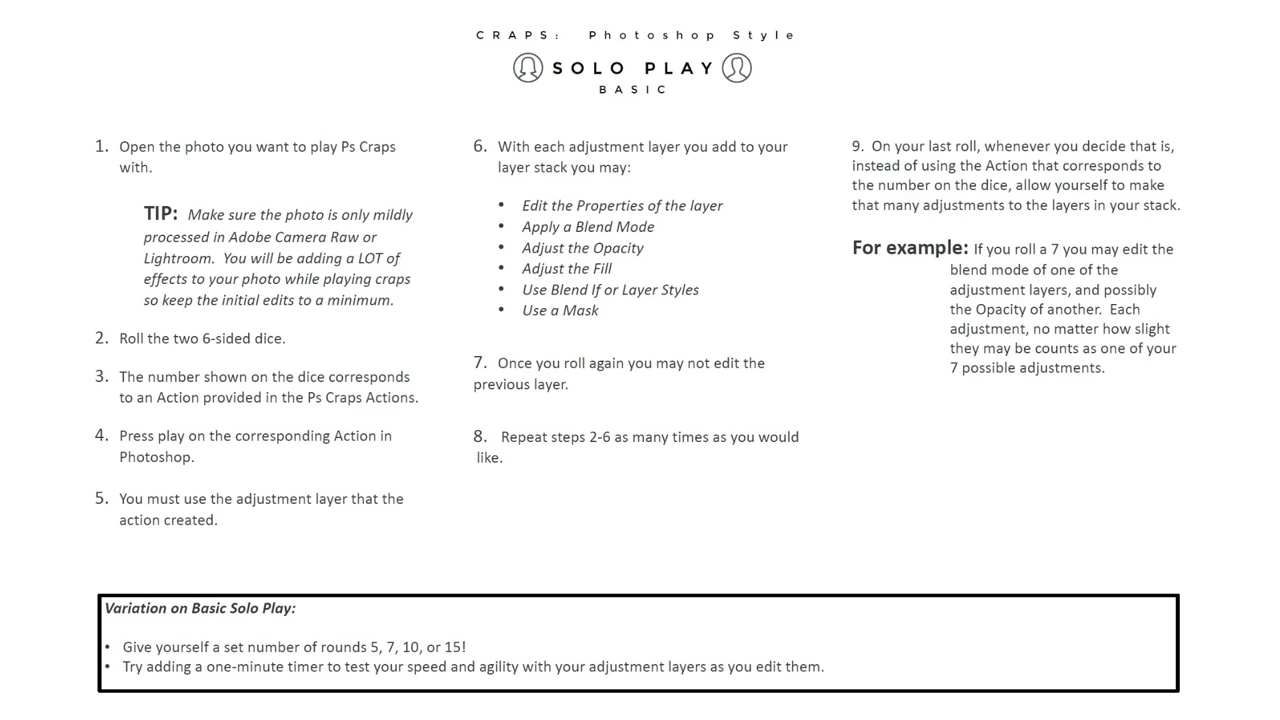 CRAPS: Photoshop Style
SOLO PLAY
BASIC
1. Open the photo you want to play Ps Craps
with.
TIP: Make sure the photo is only mildly
processed in Adobe Camera Raw or
Lightroom. You will be adding a LOT of
effects to your photo while playing craps
so keep the initial edits to a minimum.
2. Roll the two 6-sided dice.
3. The number shown on the dice corresponds
to an Action provided in the Ps Craps Actions.
4. Press play on the corresponding Action in
Photoshop.
5. You must use the adjustment layer that the
action created.
6. With each adjustment layer you add to your
layer stack you may:
• Edit the Properties of the layer
• Apply a Blend Mode
• Adjust the Opacity
• Adjust the Fill
• Use Blend If or Layer Styles
• Use a Mask
7. Once you roll again you may not edit the
previous layer.
8. Repeat steps 2-6 as many times as you would
like.
9. On your last roll, whenever you decide that is,
instead of using the Action that corresponds to
the number on the dice, allow yourself to make
that many adjustments to the layers in your stack.
For example: If you roll a 7 you may edit the
blend mode of one of the
adjustment layers, and possibly
the Opacity of another. Each
adjustment, no matter how slight
they may be counts as one of your
7 possible adjustments.
Variation on Basic Solo Play:
• Give yourself a set number of rounds 5, 7, 10, or 15!
• Try adding a one-minute timer to test your speed and agility with your adjustment layers as you edit them.